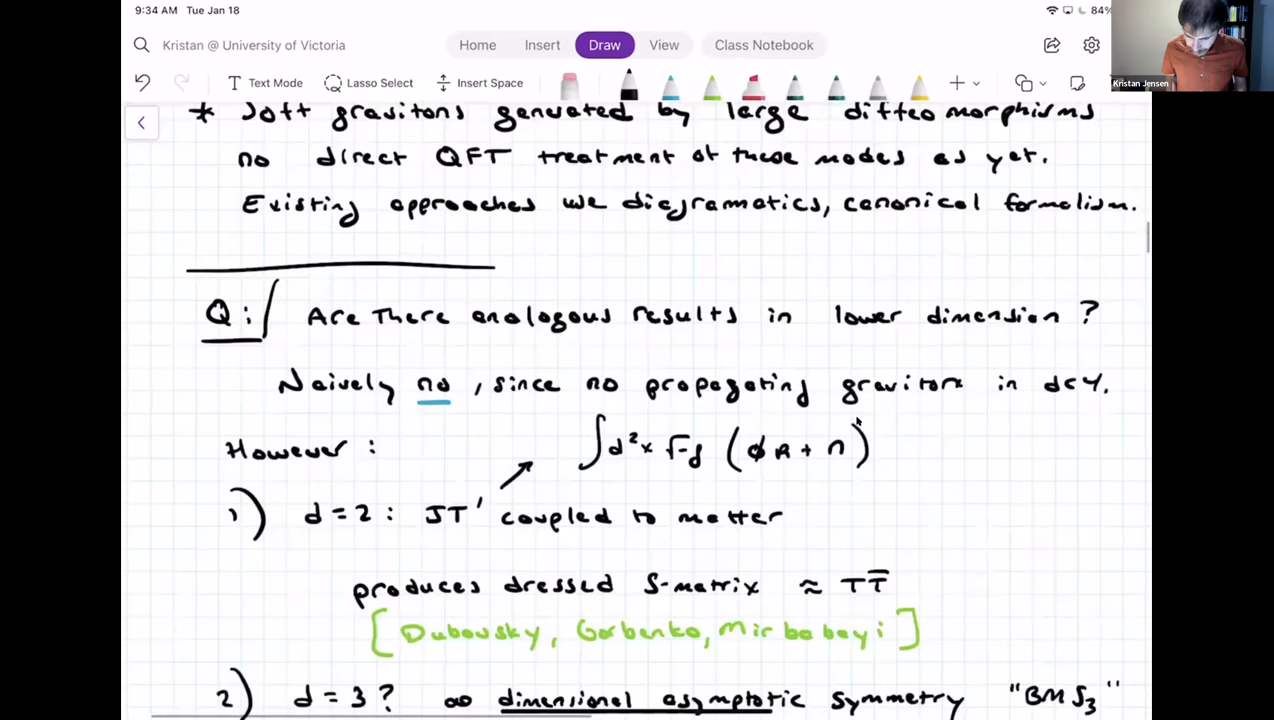 9:34 AM Tue Jan 18
84%
Kristan @ University of Victoria
Home Insert Draw View Class Notebook
Text Mode Lasso Select Insert Space
Kristan Jensen
* Soft gravitons generated by large diffeomorphisms
no direct QFT treatment of these modes as yet.
Existing approaches use diagramatics, canonical formalism.
Q: Are there analogous results in lower dimension?
Naively no, since no propagating gravitons in d<4.
However: ∫d²x √-g (φR + Λ)
1) d=2: JT' coupled to matter
produces dressed S-matrix ≈ TT̅
[Dubovsky, Gorbenko, Mirbabayi]
2) d=3? ∞ dimensional asymptotic symmetry "BMS₃"